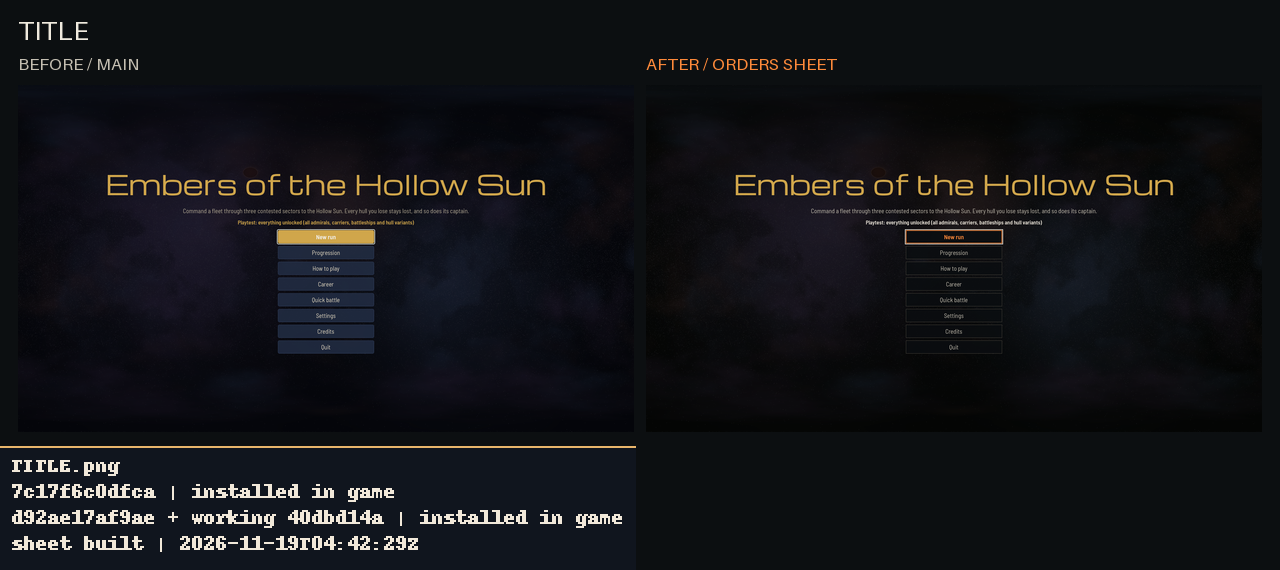 TITLE
BEFORE / MAIN
Embers of the Hollow Sun
Command a fleet through three contested sectors to the Hollow Sun. Every hull you lose stays lost, and so does its captain.
Playtest: everything unlocked (all admirals, carriers, battleships and hull variants)
New run
Progression
How to play
Career
Quick battle
Settings
Credits
Quit
AFTER / ORDERS SHEET
Embers of the Hollow Sun
Command a fleet through three contested sectors to the Hollow Sun. Every hull you lose stays lost, and so does its captain.
Playtest: everything unlocked (all admirals, carriers, battleships and hull variants)
New run
Progression
How to play
Career
Quick battle
Settings
Credits
Quit
TITLE.png
7c17f6c0dfca | installed in game
d92ae17af9ae + working 40dbd14a | installed in game
sheet built | 2026-11-19T04:42:29Z